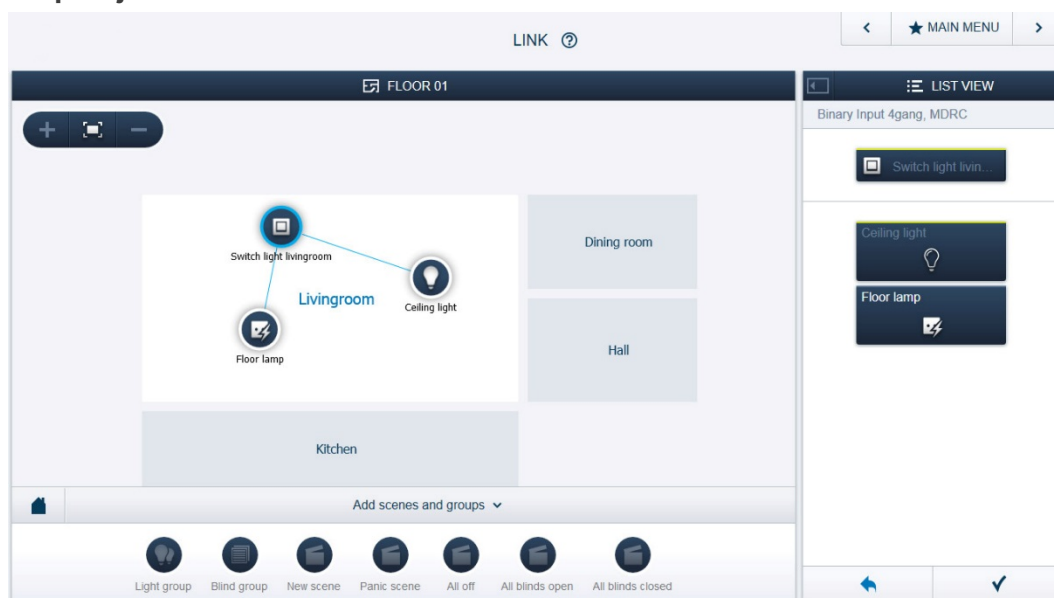 LINK
MAIN MENU
FLOOR 01
LIST VIEW
Binary Input 4gang, MDRC
Switch light livin...
Switch light livingroom
Dining room
Ceiling light
Livingroom
Ceiling light
Floor lamp
Floor lamp
Hall
Kitchen
Add scenes and groups
Light group
Blind group
New scene
Panic scene
All off
All blinds open
All blinds closed